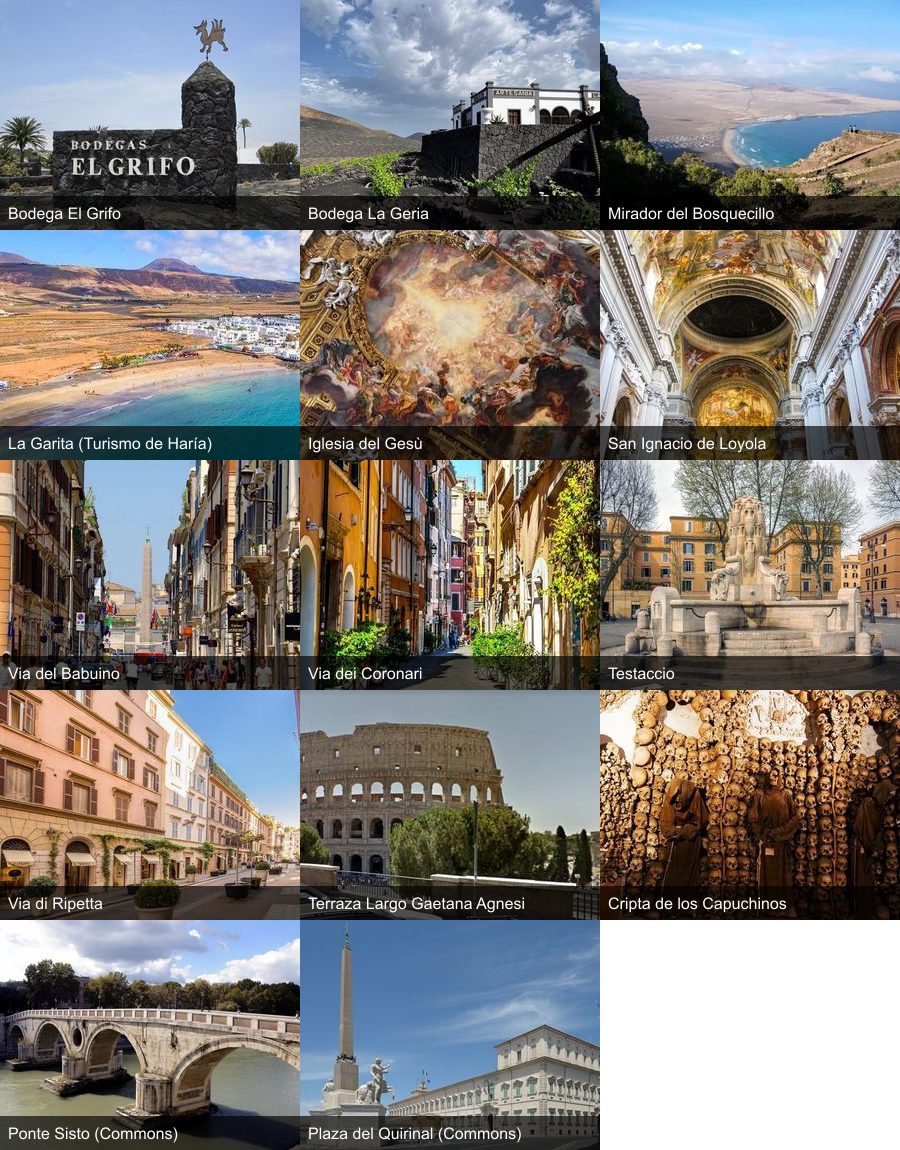 BODEGAS
EL GRIFO
Bodega El Grifo
ARTESANIA
Bodega La Geria
Mirador del Bosquecillo
La Garita (Turismo de Haría)
Iglesia del Gesù
San Ignacio de Loyola
Via del Babuino
Via dei Coronari
Testaccio
Via di Ripetta
Terraza Largo Gaetana Agnesi
Cripta de los Capuchinos
Ponte Sisto (Commons)
Plaza del Quirinal (Commons)